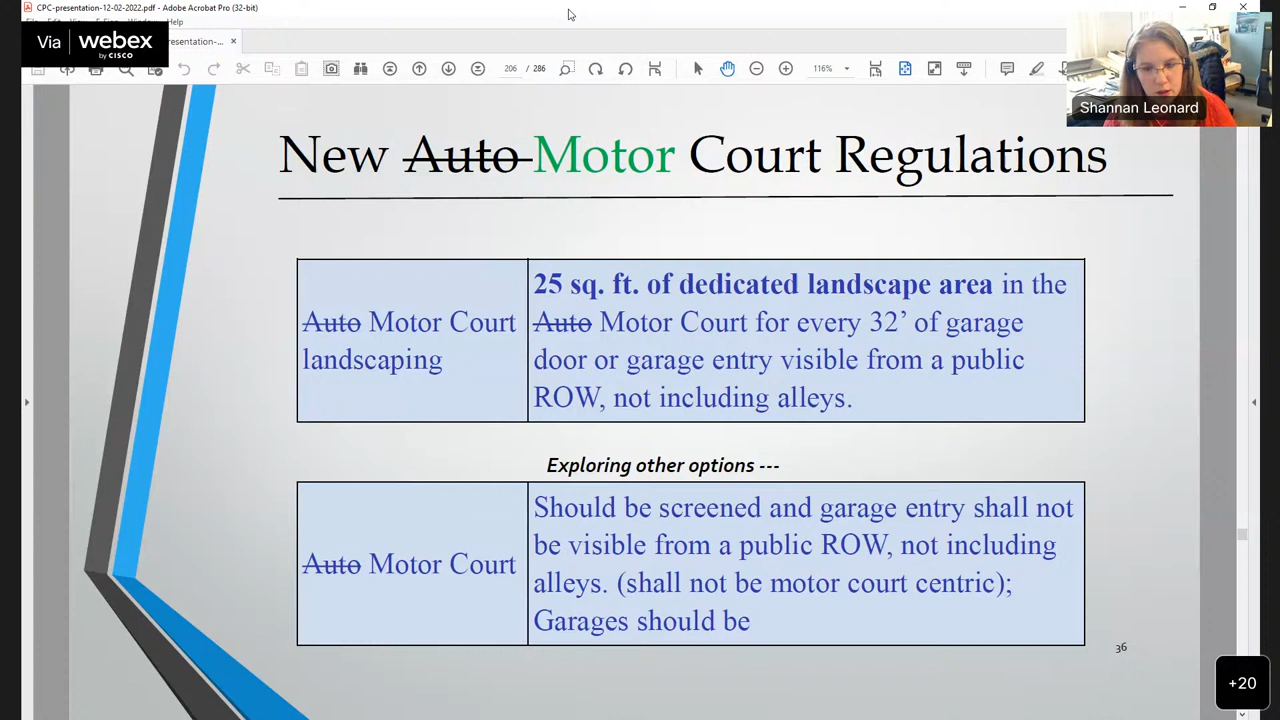 CPC-presentation-12-02-2022.pdf - Adobe Acrobat Pro (32-bit)
Help
Via webex
by CISCO
resentation-...
206 / 286
116%
Shannan Leonard
New Auto Motor Court Regulations
Auto Motor Court
landscaping
25 sq. ft. of dedicated landscape area in the
Auto Motor Court for every 32’ of garage
door or garage entry visible from a public
ROW, not including alleys.
Exploring other options ---
Auto Motor Court
Should be screened and garage entry shall not
be visible from a public ROW, not including
alleys. (shall not be motor court centric);
Garages should be
36
+20